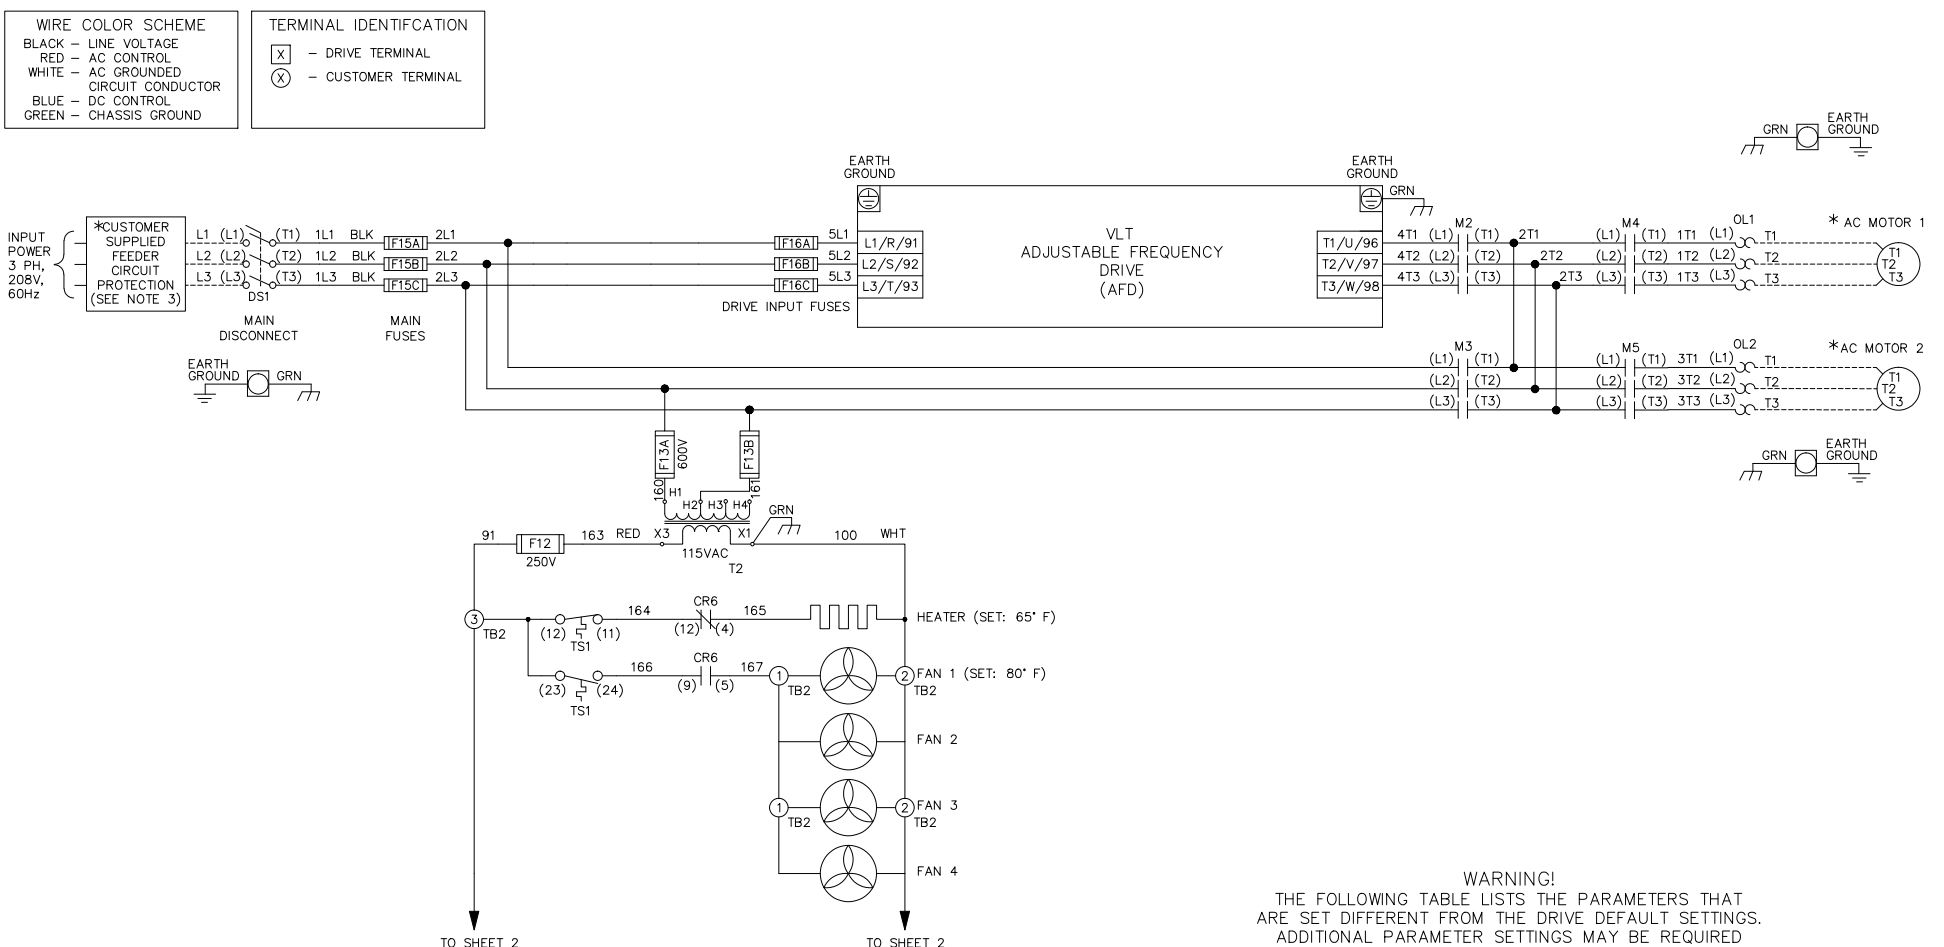 WIRE COLOR SCHEME
BLACK – LINE VOLTAGE
RED – AC CONTROL
WHITE – AC GROUNDED
CIRCUIT CONDUCTOR
BLUE – DC CONTROL
GREEN – CHASSIS GROUND
TERMINAL IDENTIFCATION
X – DRIVE TERMINAL
X – CUSTOMER TERMINAL
GRN
EARTH
GROUND
INPUT
POWER
3 PH,
208V,
60Hz
*CUSTOMER
SUPPLIED
FEEDER
CIRCUIT
PROTECTION
(SEE NOTE 3)
L1 (L1) (T1) 1L1 BLK F15A 2L1
L2 (L2) (T2) 1L2 BLK F15B 2L2
L3 (L3) (T3) 1L3 BLK F15C 2L3
DS1
MAIN
DISCONNECT
MAIN
FUSES
EARTH
GROUND
GRN
F16A 5L1 L1/R/91
F16B 5L2 L2/S/92
F16C 5L3 L3/T/93
DRIVE INPUT FUSES
EARTH
GROUND
VLT
ADJUSTABLE FREQUENCY
DRIVE
(AFD)
EARTH
GROUND
GRN
M2 M4 OL1 * AC MOTOR 1
T1/U/96 4T1 (L1) (T1) 2T1 (L1) (T1) 1T1 (L1) T1 T1
T2/V/97 4T2 (L2) (T2) 2T2 (L2) (T2) 1T2 (L2) T2 T2
T3/W/98 4T3 (L3) (T3) 2T3 (L3) (T3) 1T3 (L3) T3 T3
M3 M5 OL2 *AC MOTOR 2
(L1) (T1) (L1) (T1) 3T1 (L1) T1 T1
(L2) (T2) (L2) (T2) 3T2 (L2) T2 T2
(L3) (T3) (L3) (T3) 3T3 (L3) T3 T3
GRN
EARTH
GROUND
F13A
600V
F13B
160
161
H1 H2 H3 H4
GRN
91 F12 163 RED X3 X1 100 WHT
250V
115VAC
T2
3
TB2
(12) (11)
TS1
164
CR6
(12) (4)
165
HEATER (SET: 65° F)
(23) (24)
TS1
166
CR6
(9) (5)
167
1
TB2
2
TB2
FAN 1 (SET: 80° F)
FAN 2
1
TB2
2
TB2
FAN 3
FAN 4
TO SHEET 2
TO SHEET 2
WARNING!
THE FOLLOWING TABLE LISTS THE PARAMETERS THAT
ARE SET DIFFERENT FROM THE DRIVE DEFAULT SETTINGS.
ADDITIONAL PARAMETER SETTINGS MAY BE REQUIRED